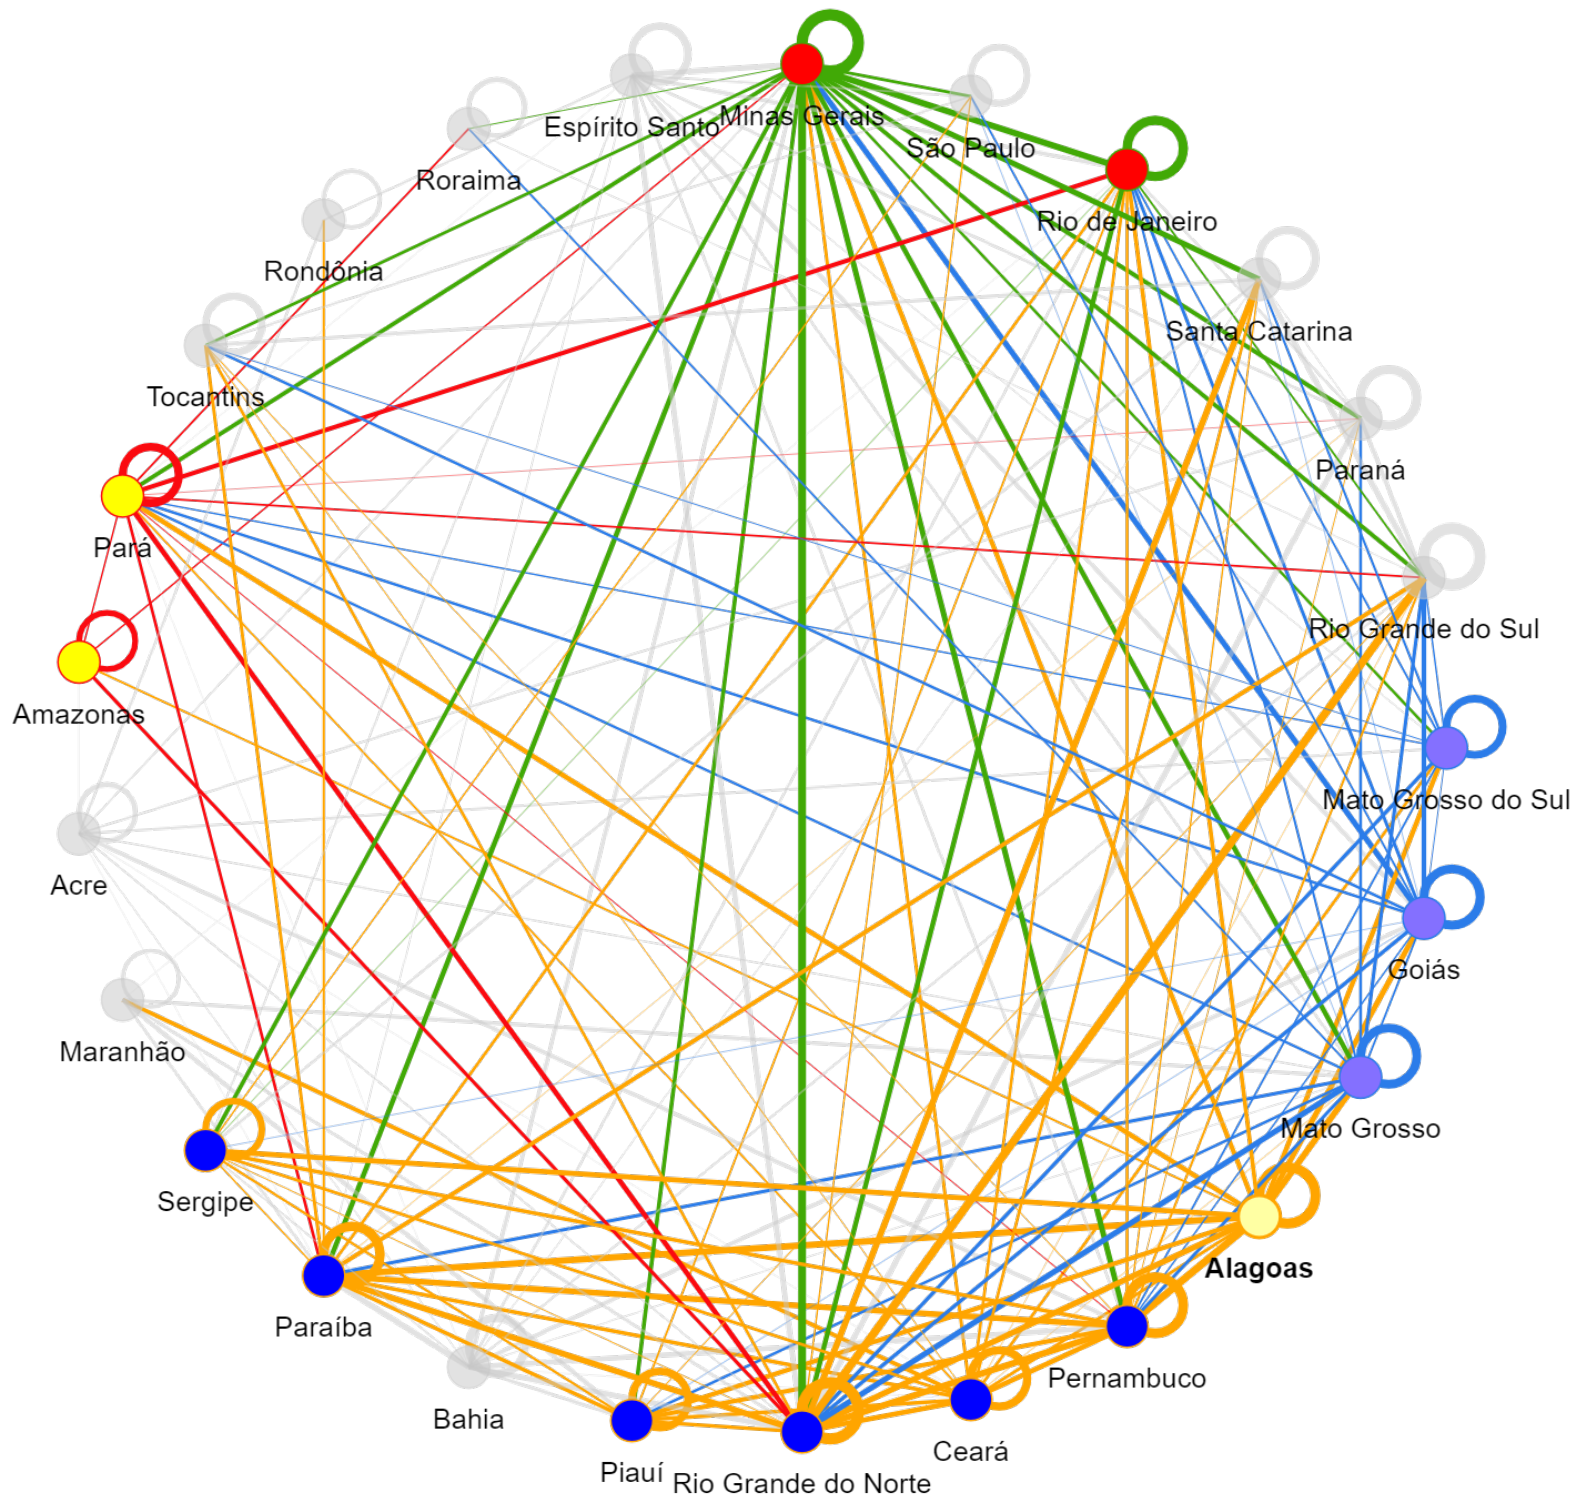 Espírito Santo
Minas Gerais
São Paulo
Roraima
Rio de Janeiro
Rondônia
Santa Catarina
Tocantins
Paraná
Pará
Rio Grande do Sul
Amazonas
Mato Grosso do Sul
Acre
Goiás
Maranhão
Mato Grosso
Sergipe
Alagoas
Paraíba
Pernambuco
Bahia
Ceará
Piauí
Rio Grande do Norte